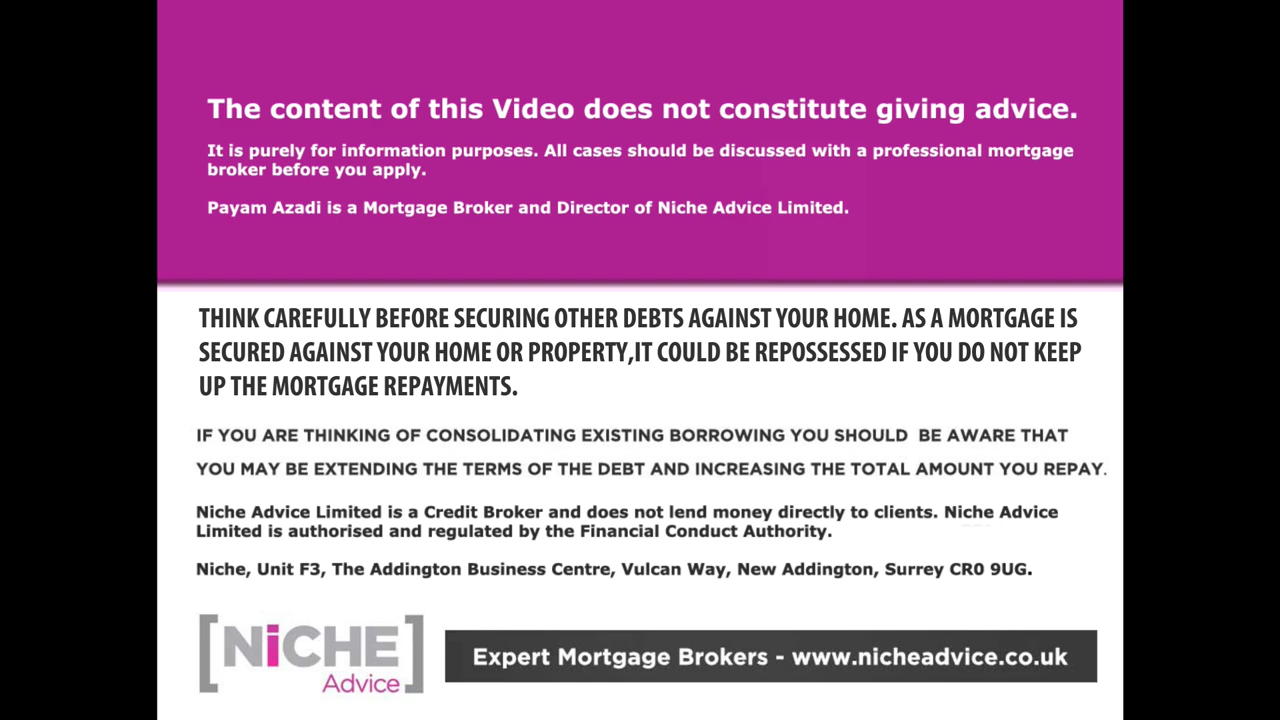 The content of this Video does not constitute giving advice.
It is purely for information purposes. All cases should be discussed with a professional mortgage
broker before you apply.
Payam Azadi is a Mortgage Broker and Director of Niche Advice Limited.
THINK CAREFULLY BEFORE SECURING OTHER DEBTS AGAINST YOUR HOME. AS A MORTGAGE IS
SECURED AGAINST YOUR HOME OR PROPERTY,IT COULD BE REPOSSESSED IF YOU DO NOT KEEP
UP THE MORTGAGE REPAYMENTS.
IF YOU ARE THINKING OF CONSOLIDATING EXISTING BORROWING YOU SHOULD BE AWARE THAT
YOU MAY BE EXTENDING THE TERMS OF THE DEBT AND INCREASING THE TOTAL AMOUNT YOU REPAY.
Niche Advice Limited is a Credit Broker and does not lend money directly to clients. Niche Advice
Limited is authorised and regulated by the Financial Conduct Authority.
Niche, Unit F3, The Addington Business Centre, Vulcan Way, New Addington, Surrey CR0 9UG.
[NiCHE
Advice]
Expert Mortgage Brokers - www.nicheadvice.co.uk